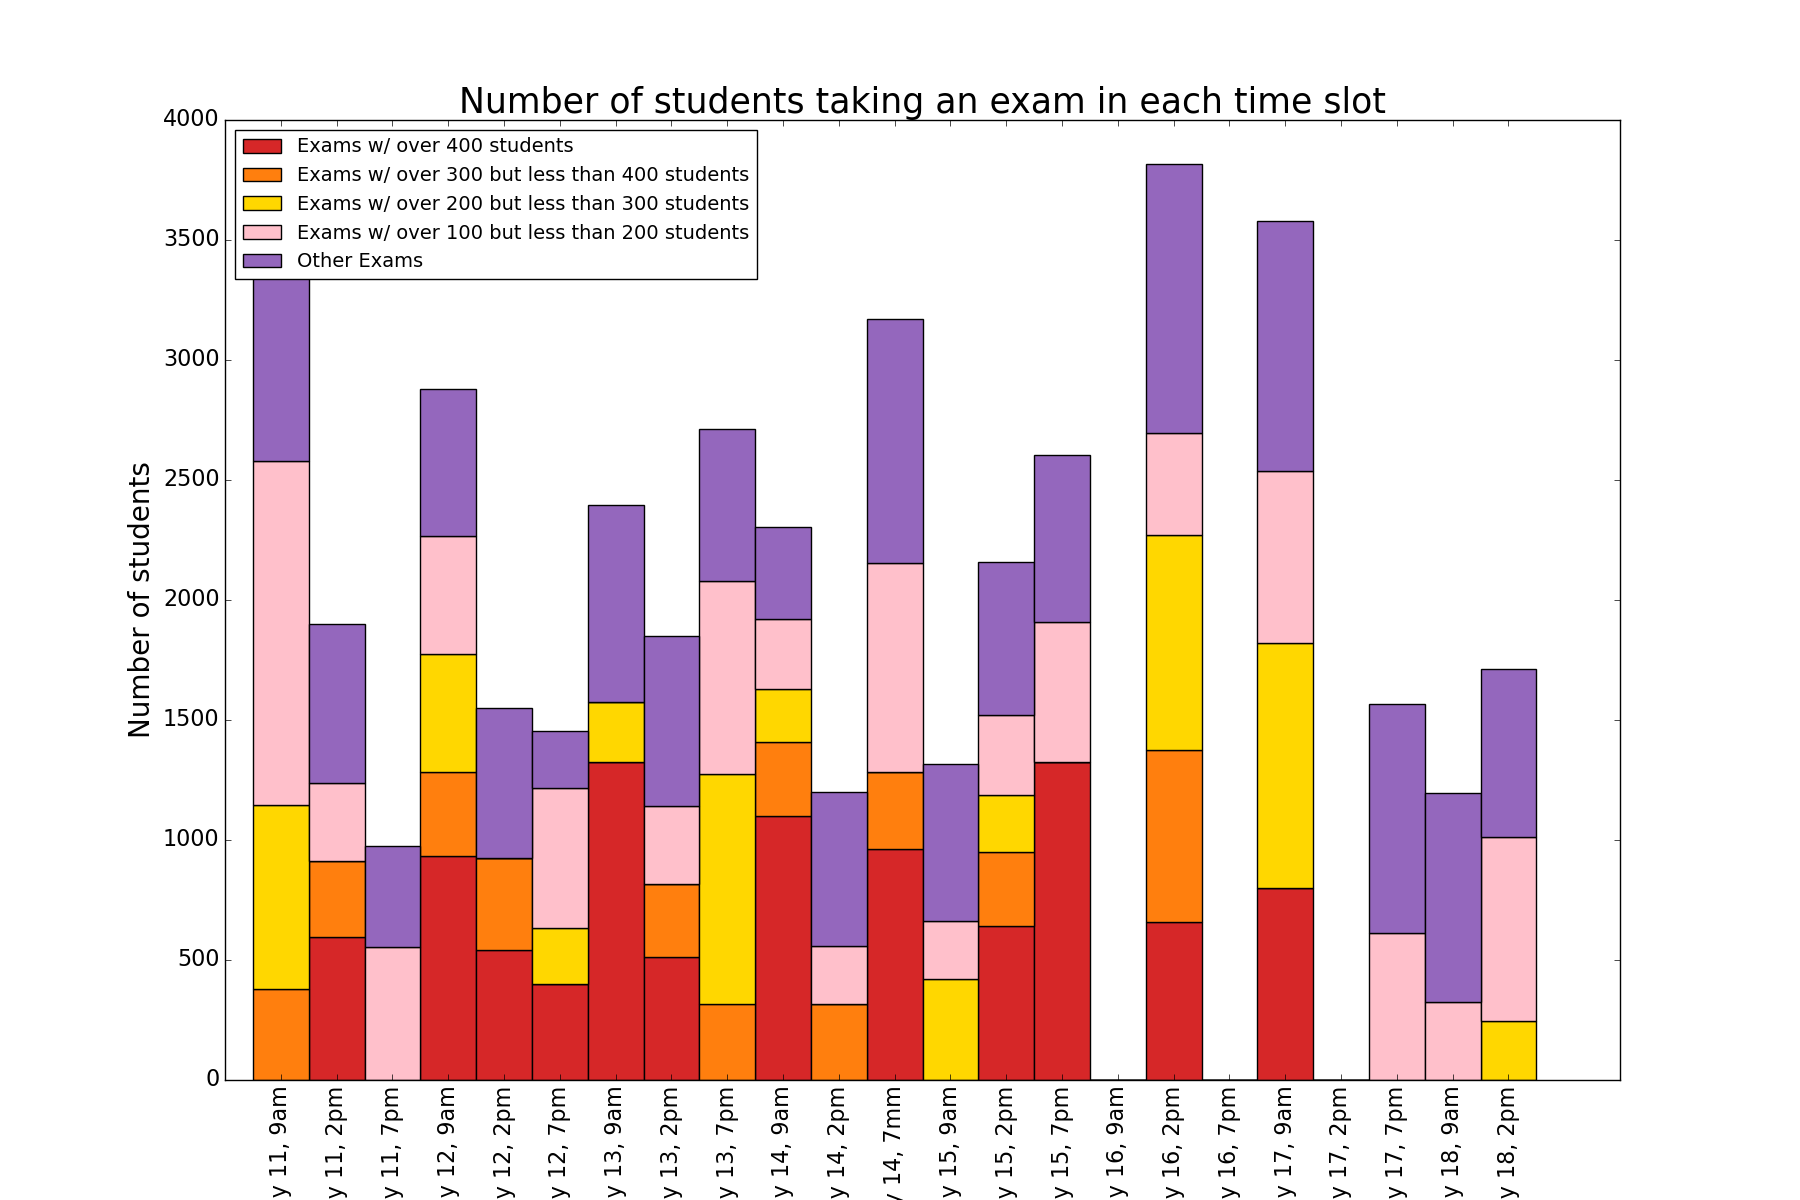 Number of students taking an exam in each time slot
4000
3500
3000
2500
2000
1500
1000
500
0
Number of students
Exams w/ over 400 students
Exams w/ over 300 but less than 400 students
Exams w/ over 200 but less than 300 students
Exams w/ over 100 but less than 200 students
Other Exams
y 11, 9am
y 11, 2pm
y 11, 7pm
y 12, 9am
y 12, 2pm
y 12, 7pm
y 13, 9am
y 13, 2pm
y 13, 7pm
y 14, 9am
y 14, 2pm
y 14, 7mm
y 15, 9am
y 15, 2pm
y 15, 7pm
y 16, 9am
y 16, 2pm
y 16, 7pm
y 17, 9am
y 17, 2pm
y 17, 7pm
y 18, 9am
y 18, 2pm